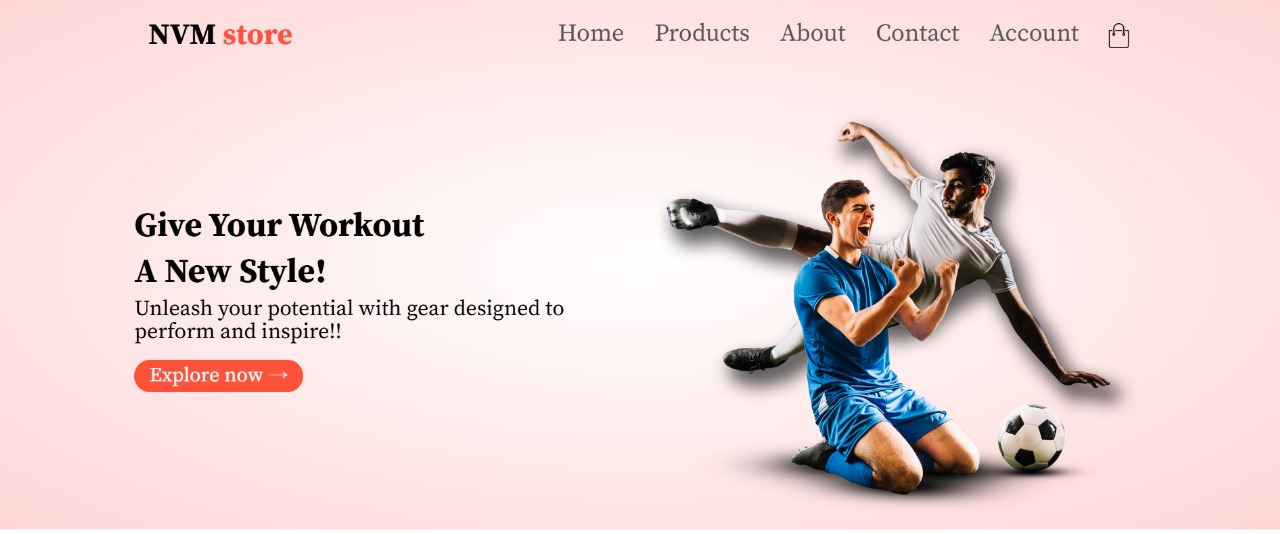 NVM store
Home Products About Contact Account
Give Your Workout
A New Style!
Unleash your potential with gear designed to
perform and inspire!!
Explore now →